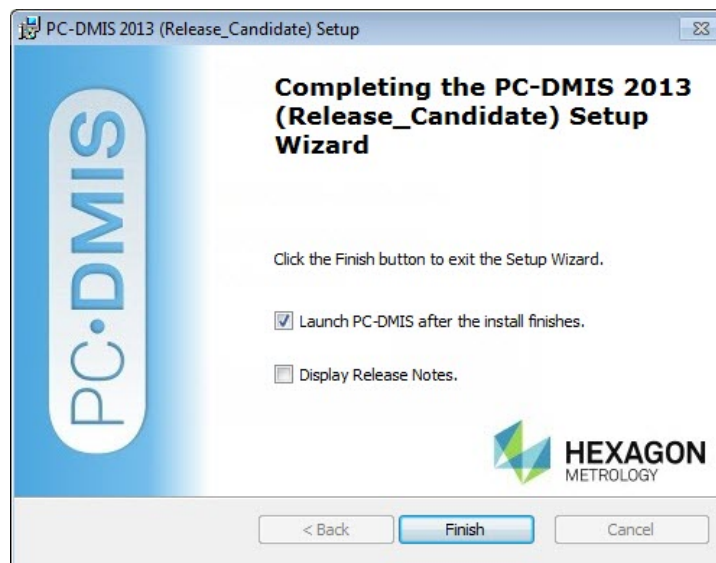 PC-DMIS 2013 (Release_Candidate) Setup
PC•DMIS
Completing the PC-DMIS 2013
(Release_Candidate) Setup
Wizard
Click the Finish button to exit the Setup Wizard.
Launch PC-DMIS after the install finishes.
Display Release Notes.
HEXAGON
METROLOGY
< Back
Finish
Cancel